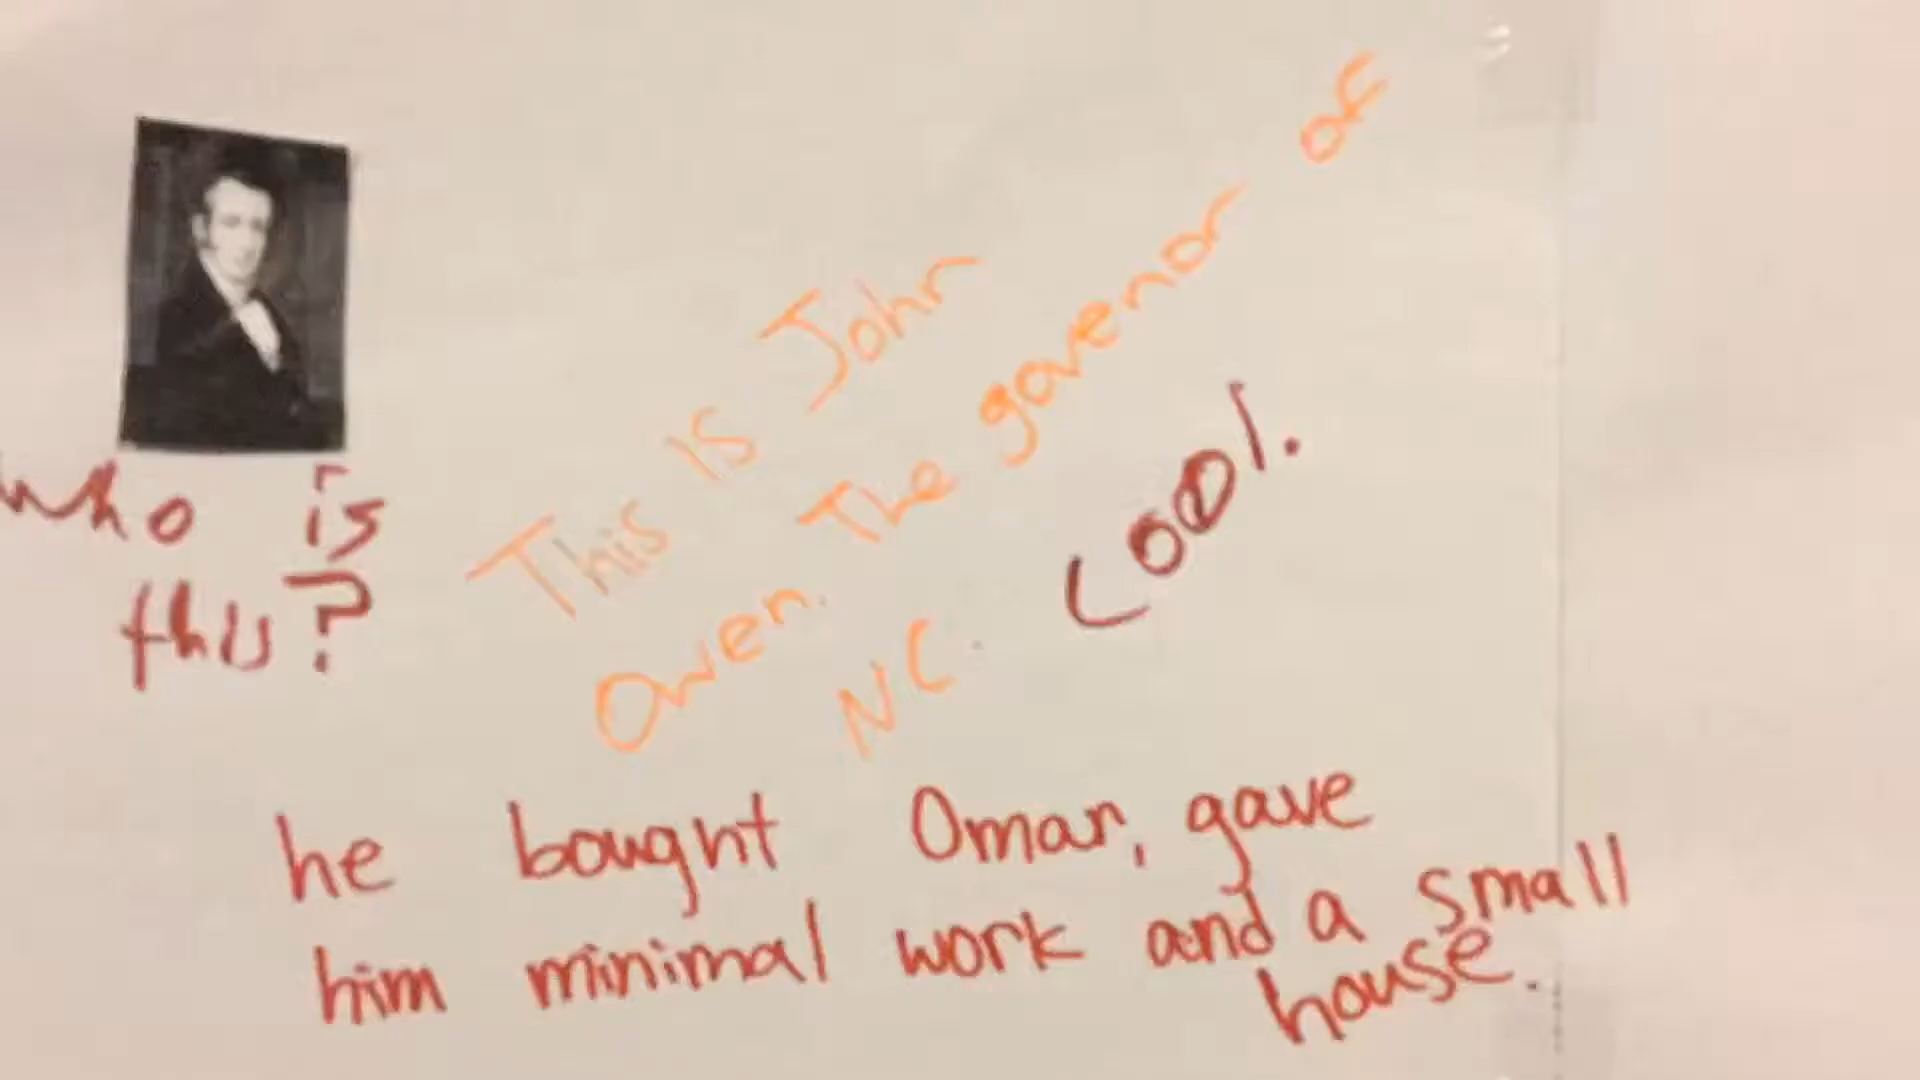 who is
this?
This is John
Owen. The govenor of
NC.
Cool.
he bought Omar, gave
him minimal work and a small
house.